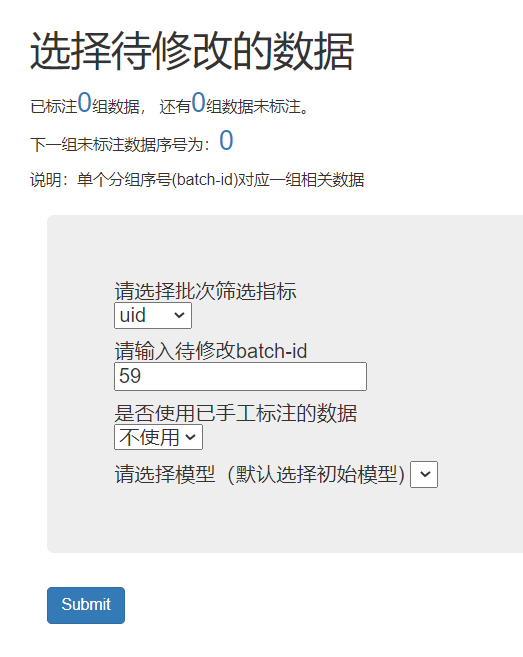 选择待修改的数据
已标注0组数据， 还有0组数据未标注。
下一组未标注数据序号为：0
说明：单个分组序号(batch-id)对应一组相关数据
请选择批次筛选指标
uid
请输入待修改batch-id
59
是否使用已手工标注的数据
不使用
请选择模型（默认选择初始模型)
Submit